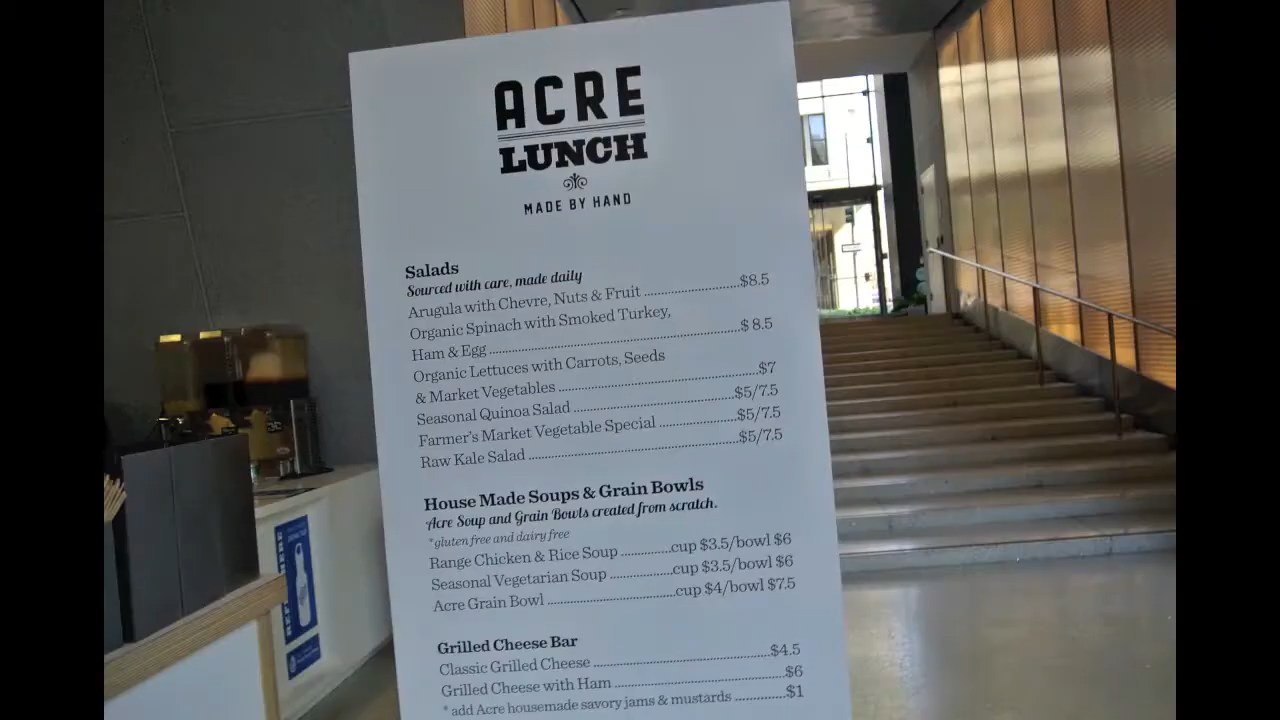 ACRE
LUNCH
MADE BY HAND
Salads
Sourced with care, made daily
Arugula with Chevre, Nuts & Fruit ........................$8.5
Organic Spinach with Smoked Turkey,
Ham & Egg ...............................................................$ 8.5
Organic Lettuces with Carrots, Seeds
& Market Vegetables ..................................................$7
Seasonal Quinoa Salad .........................................$5/7.5
Farmer's Market Vegetable Special ....................$5/7.5
Raw Kale Salad .....................................................$5/7.5
House Made Soups & Grain Bowls
Acre Soup and Grain Bowls created from scratch.
*gluten free and dairy free
Range Chicken & Rice Soup .............cup $3.5/bowl $6
Seasonal Vegetarian Soup ................cup $3.5/bowl $6
Acre Grain Bowl .................................cup $4/bowl $7.5
Grilled Cheese Bar
Classic Grilled Cheese .............................................$4.5
Grilled Cheese with Ham ...........................................$6
* add Acre housemade savory jams & mustards .............$1